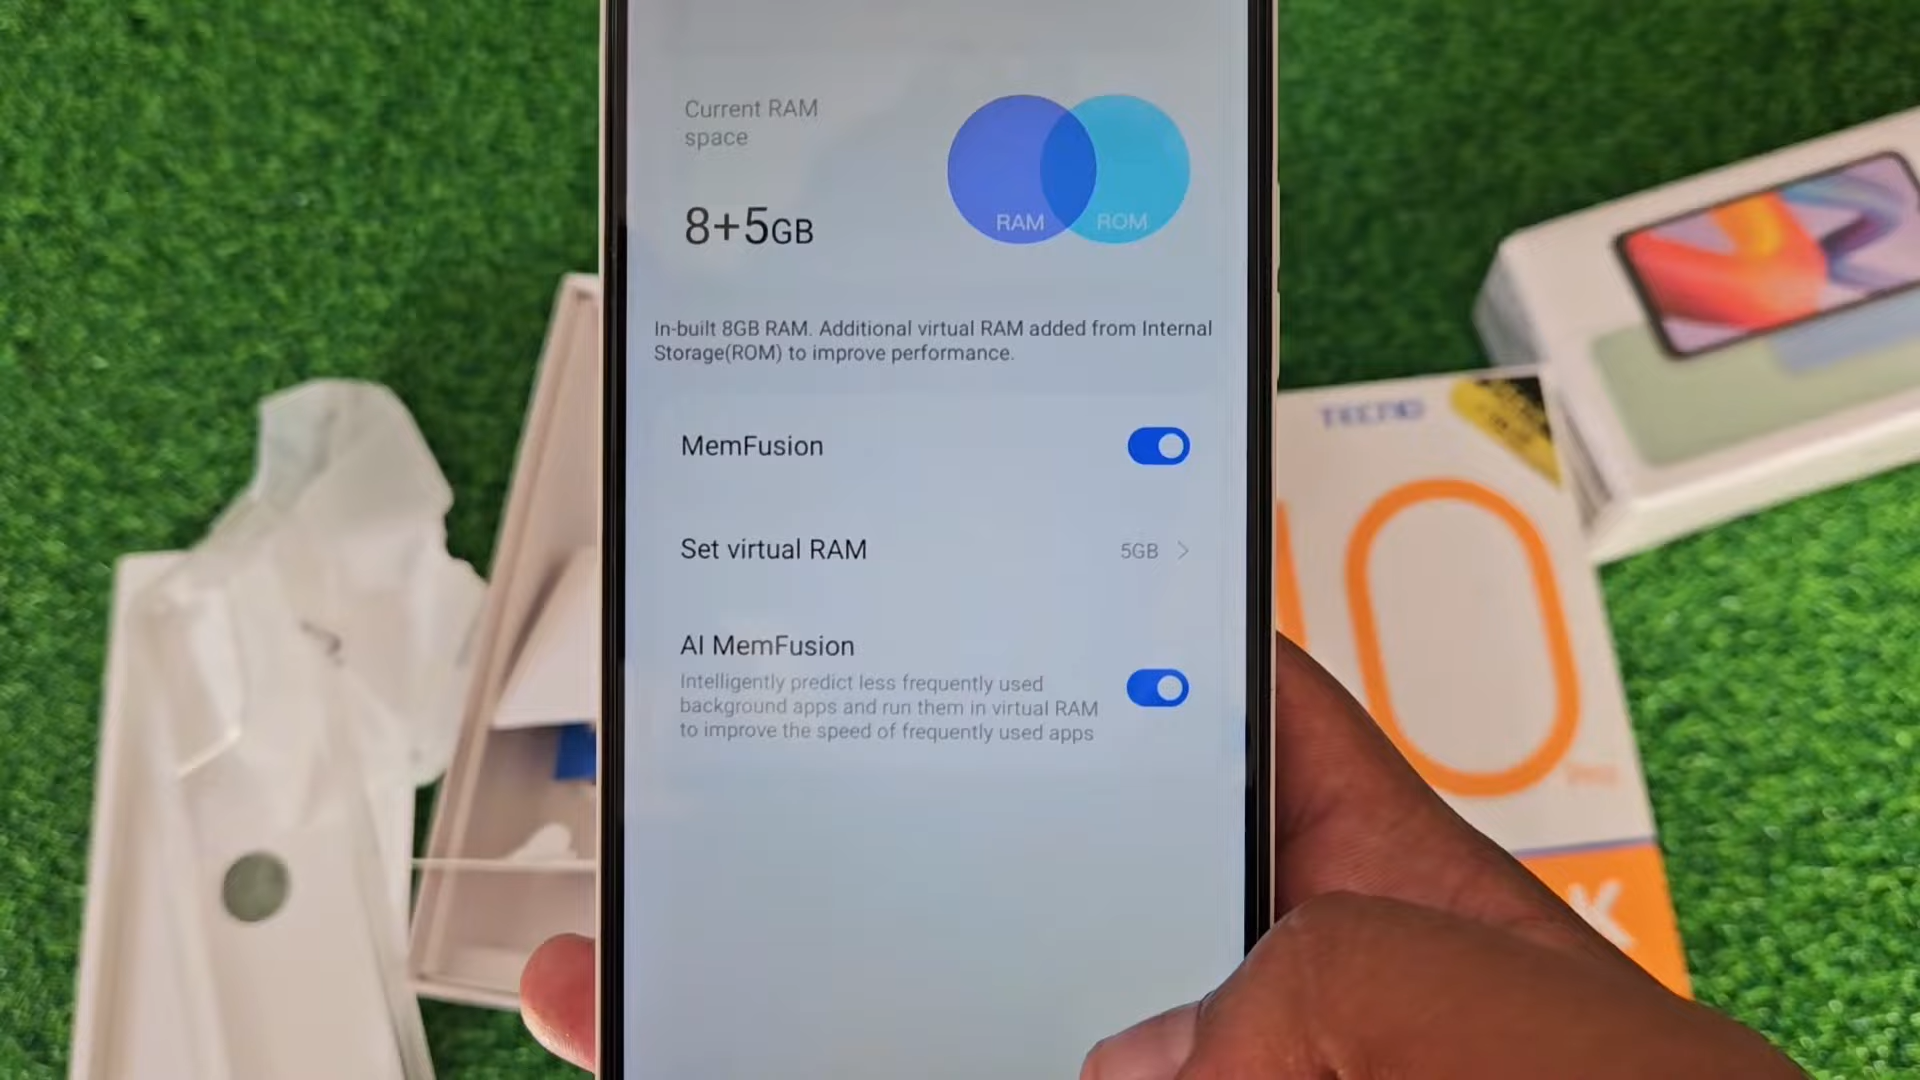 Current RAM
space
8+5GB
RAM
ROM
In-built 8GB RAM. Additional virtual RAM added from Internal
Storage(ROM) to improve performance.
MemFusion
Set virtual RAM
5GB
AI MemFusion
Intelligently predict less frequently used
background apps and run them in virtual RAM
to improve the speed of frequently used apps
TECNO
10
K